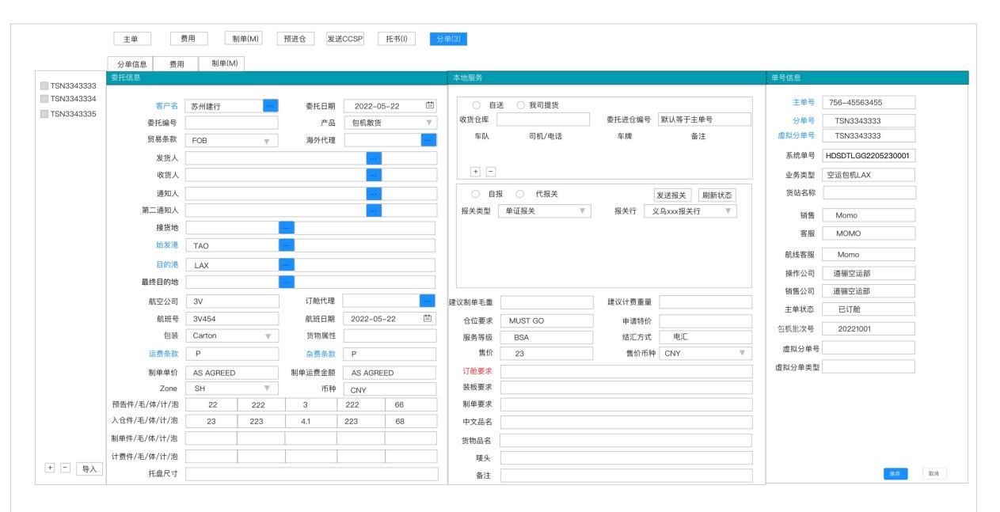 主单 费用 制单(M) 预进仓 发送CCSP 托书(I) 分单(3)
分单信息 费用 制单(M)
TSN3343333
TSN3343334
TSN3343335
+ − 导入
委托信息
客户名 苏州建行 ... 委托日期 2022-05-22
委托编号 产品 包机散货
贸易条款 FOB 海外代理 ...
发货人 ...
收货人 ...
通知人 ...
第二通知人 ...
接货地 ...
始发港 TAO ...
目的港 LAX ...
最终目的地 ...
航空公司 3V 订舱代理 ...
航班号 3V454 航班日期 2022-05-22
包装 Carton 货物属性
运费条款 P 杂费条款 P
制单单价 AS AGREED 制单运费金额 AS AGREED
Zone SH 币种 CNY
预告件/毛/体/计/泡 22 222 3 222 66
入仓件/毛/体/计/泡 23 223 4.1 223 68
制单件/毛/体/计/泡
计费件/毛/体/计/泡
托盘尺寸
本地服务
自送 我司提货
收货仓库 委托进仓编号 默认等于主单号
车队 司机/电话 车牌 备注
+ −
自报 代报关 发送报关 刷新状态
报关类型 单证报关 报关行 义乌xxx报关行
建议制单毛重 建议计费重量
仓位要求 MUST GO 申请特价
服务等级 BSA 结汇方式 电汇
售价 23 售价币种 CNY
订舱要求
装板要求
制单要求
中文品名
货物品名
唛头
备注
单号信息
主单号 756-45563455
分单号 TSN3343333
虚拟分单号 TSN3343333
系统单号 HDSDTLGG2205230001
业务类型 空运包机LAX
货站名称
销售 Momo
客服 MOMO
航线客服 Momo
操作公司 道骊空运部
销售公司 道骊空运部
主单状态 已订舱
包机批次号 20221001
虚拟分单号
虚拟分单类型
保存 取消